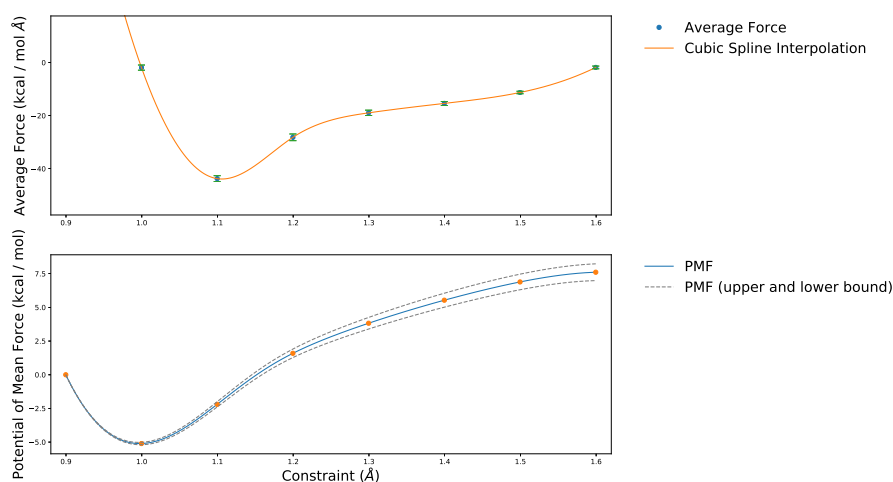 Average Force (kcall / mol Å)
0
−20
−40
0.9 1.0 1.1 1.2 1.3 1.4 1.5 1.6
Average Force
Cubic Spline Interpolation
Potential of Mean Force (kcal / mol)
7.5
5.0
2.5
0.0
−2.5
−5.0
0.9 1.0 1.1 1.2 1.3 1.4 1.5 1.6
Constraint (Å)
PMF
PMF (upper and lower bound)